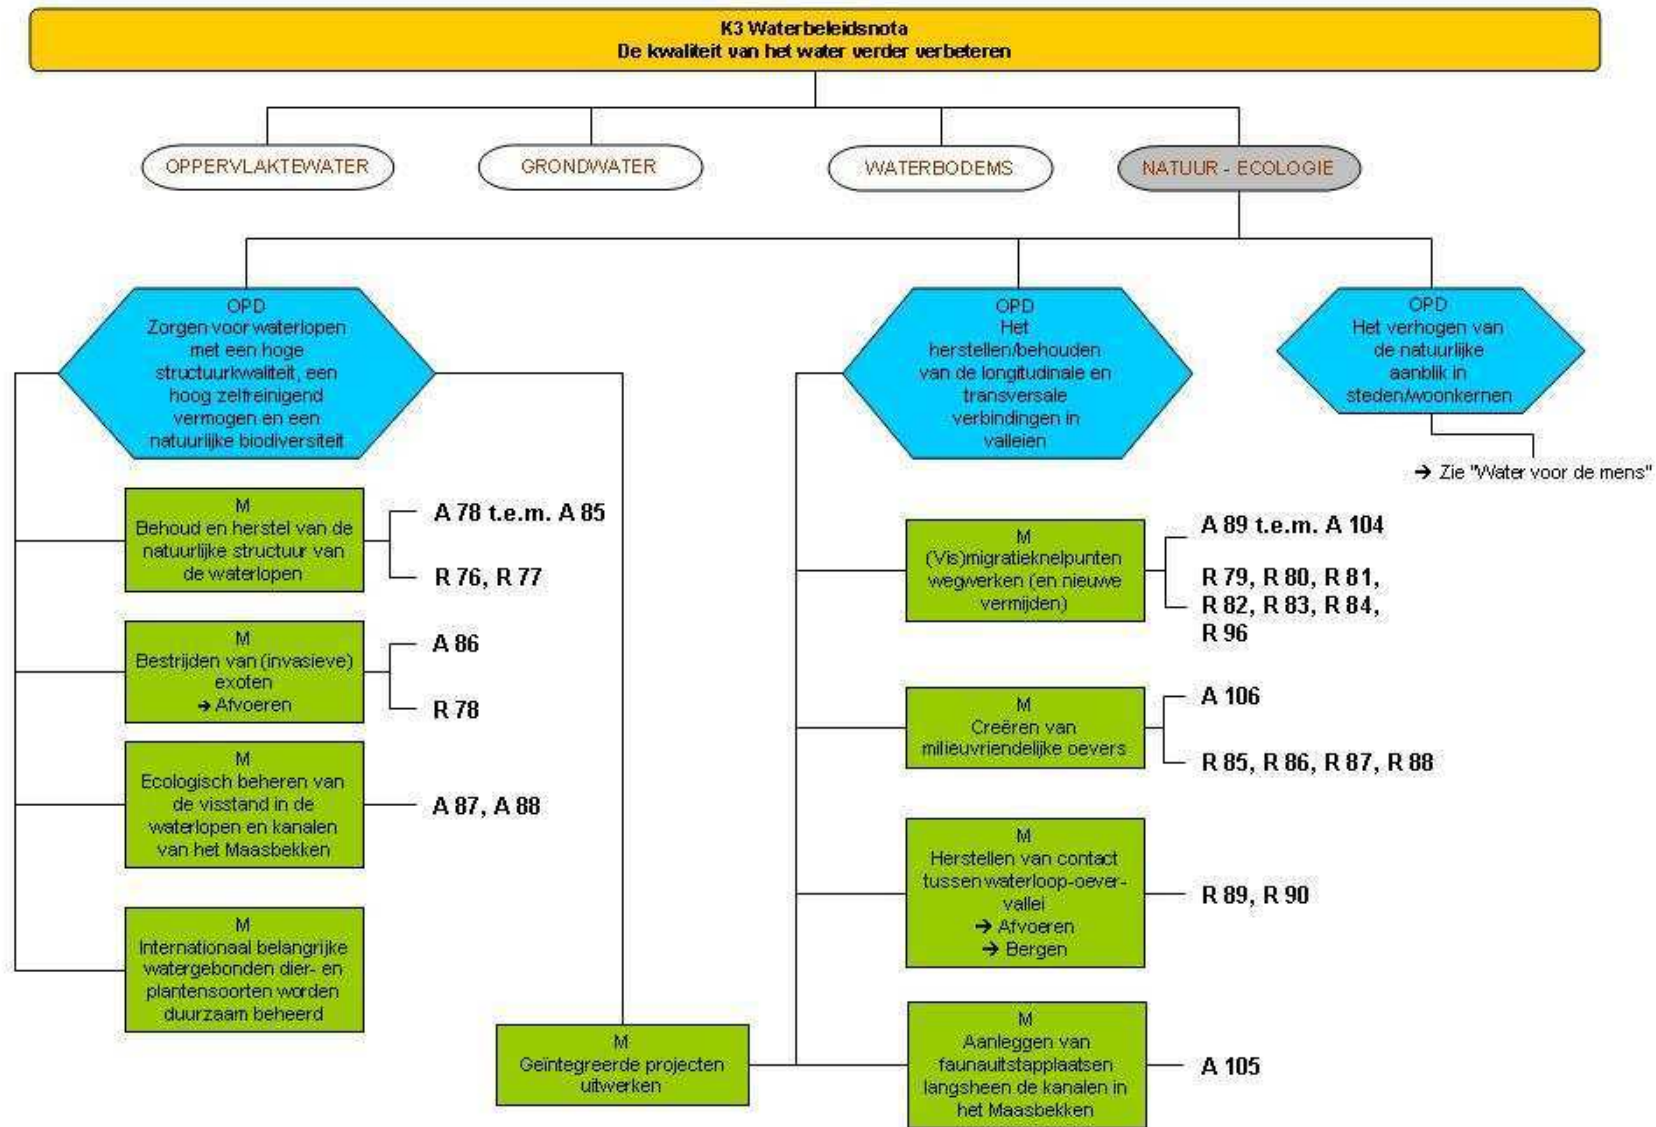 K3 Waterbeleidsnota
De kwaliteit van het water verder verbeteren
OPPERVLAKTEWATER
GRONDWATER
WATERBODEMS
NATUUR - ECOLOGIE
OPD
Zorgen voor waterlopen
met een hoge
structuurkwaliteit, een
hoog zelfreinigend
vermogen en een
natuurlijke biodiversiteit
OPD
Het
herstellen/behouden
van de longitudinale en
transversale
verbindingen in
valleien
OPD
Het verhogen van
de natuurlijke
aanblik in
steden/woonkernen
→ Zie "Water voor de mens"
M
Behoud en herstel van de
natuurlijke structuur van
de waterlopen
A 78 t.e.m. A 85
R 76, R 77
M
Bestrijden van (invasieve)
exoten
→ Afvoeren
A 86
R 78
M
Ecologisch beheren van
de visstand in de
waterlopen en kanalen
van het Maasbekken
A 87, A 88
M
Internationaal belangrijke
watergebonden dier- en
plantensoorten worden
duurzaam beheerd
M
Geïntegreerde projecten
uitwerken
M
(Vis)migratieknelpunten
wegwerken (en nieuwe
vermijden)
A 89 t.e.m. A 104
R 79, R 80, R 81,
R 82, R 83, R 84,
R 96
M
Creëren van
milieuvriendelijke oevers
A 106
R 85, R 86, R 87, R 88
M
Herstellen van contact
tussen waterloop-oever-
vallei
→ Afvoeren
→ Bergen
R 89, R 90
M
Aanleggen van
faunauitstapplaatsen
langsheen de kanalen in
het Maasbekken
A 105